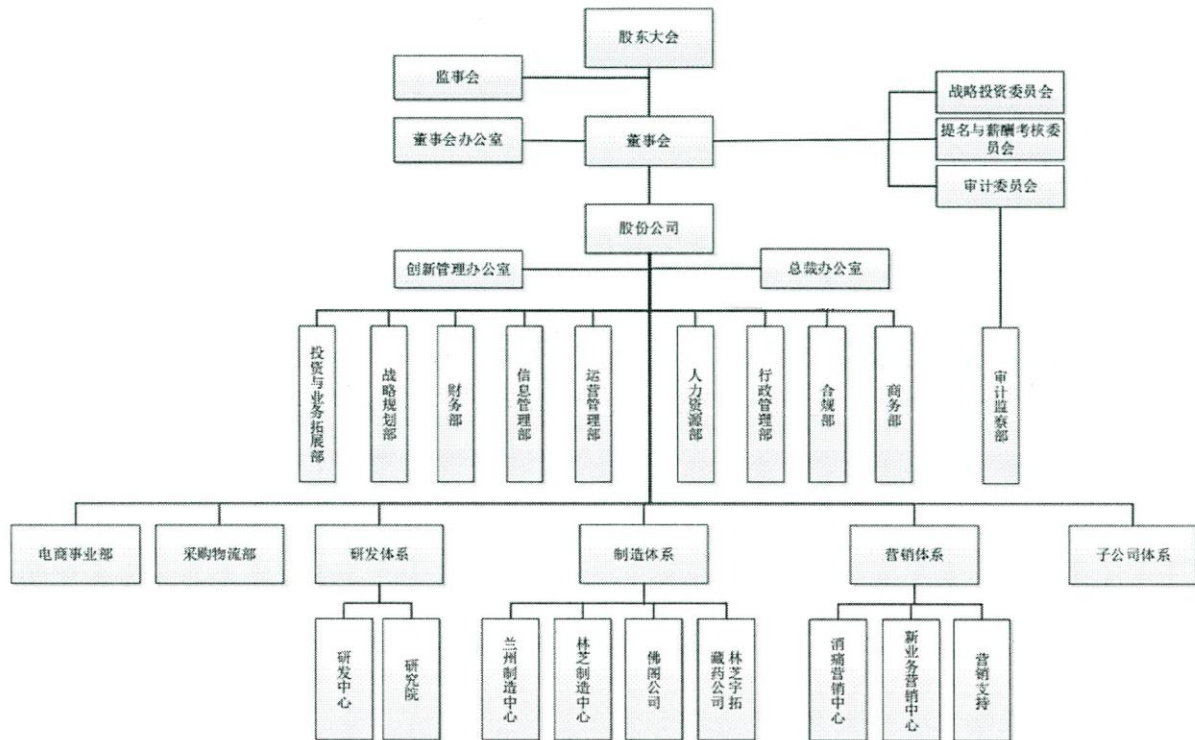 股东大会
监事会
战略投资委员会
董事会办公室
董事会
提名与薪酬考核委
员会
审计委员会
股份公司
创新管理办公室
总裁办公室
投资与业务拓展部
战略规划部
财务部
信息管理部
运营管理部
人力资源部
行政管理部
合规部
商务部
审计监察部
电商事业部
采购物流部
研发体系
制造体系
营销体系
子公司体系
研发中心
研究院
兰州制造中心
林芝制造中心
佛阁公司
林芝宇拓
藏药公司
消痛营销中心
新业务营销中心
营销支持